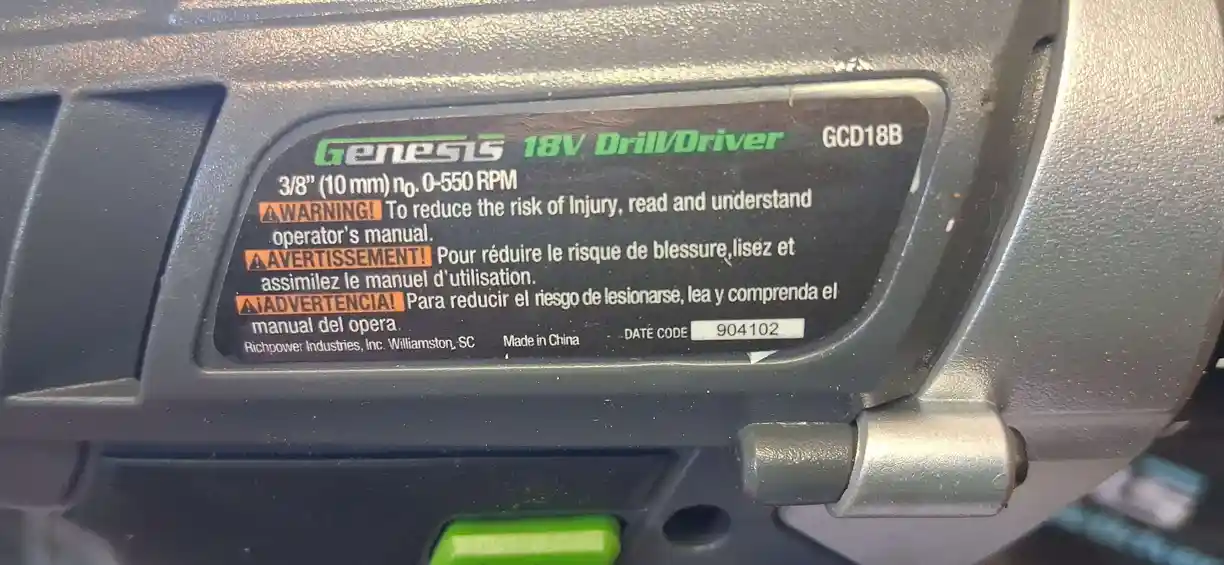 Genesis 18V Drill/Driver GCD18B
3/8" (10 mm) no. 0-550 RPM
WARNING! To reduce the risk of Injury, read and understand
operator's manual.
AVERTISSEMENT! Pour réduire le risque de blessure,lisez et
assimilez le manuel d'utilisation.
¡ADVERTENCIA! Para reducir el riesgo de lesionarse, lea y comprenda el
manual del opera
Richpower Industries, Inc. Williamston, SC Made in China DATE CODE 904102